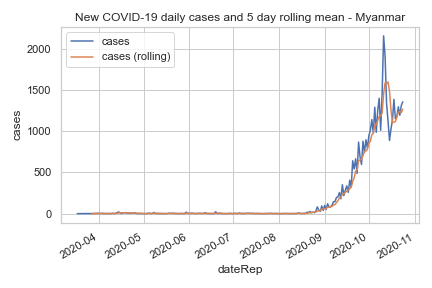 New COVID-19 daily cases and 5 day rolling mean - Myanmar
cases
cases (rolling)
2000
1500
1000
500
0
cases
2020-04
2020-05
2020-06
2020-07
2020-08
2020-09
2020-10
2020-11
dateRep